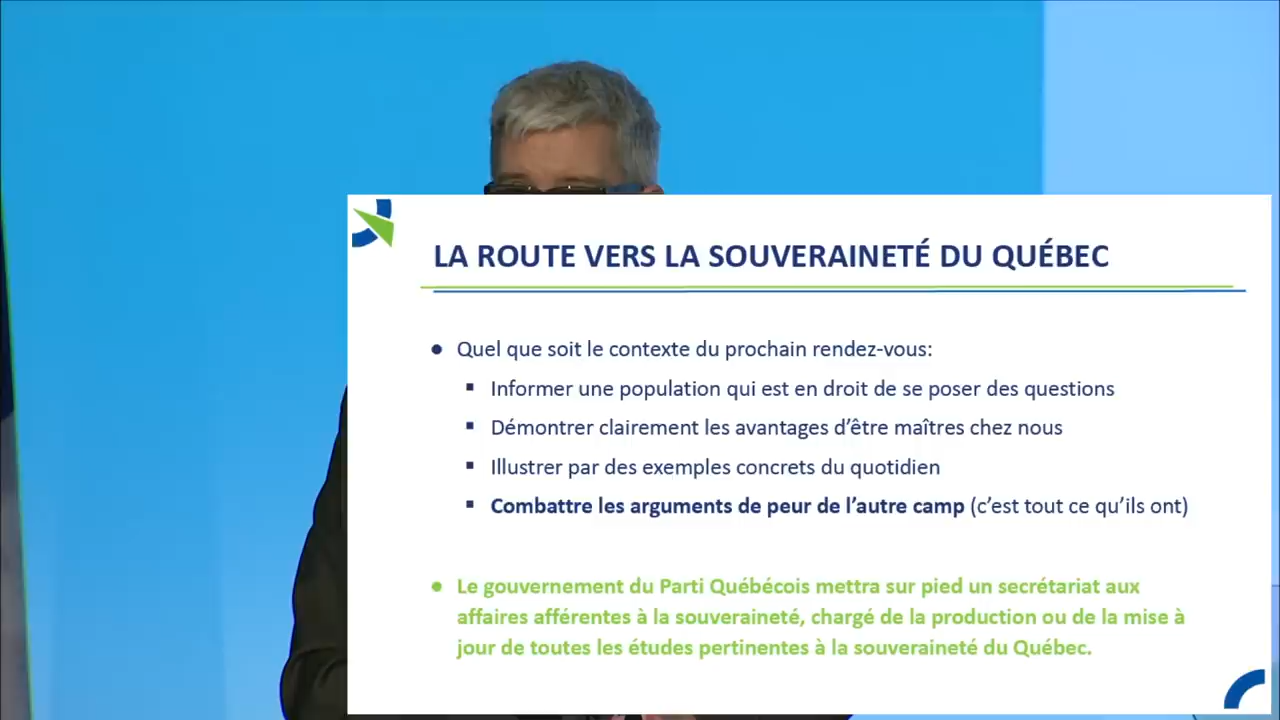 LA ROUTE VERS LA SOUVERAINETÉ DU QUÉBEC
● Quel que soit le contexte du prochain rendez-vous:
▪ Informer une population qui est en droit de se poser des questions
▪ Démontrer clairement les avantages d'être maîtres chez nous
▪ Illustrer par des exemples concrets du quotidien
▪ Combattre les arguments de peur de l'autre camp (c'est tout ce qu'ils ont)
● Le gouvernement du Parti Québécois mettra sur pied un secrétariat aux
affaires afférentes à la souveraineté, chargé de la production ou de la mise à
jour de toutes les études pertinentes à la souveraineté du Québec.